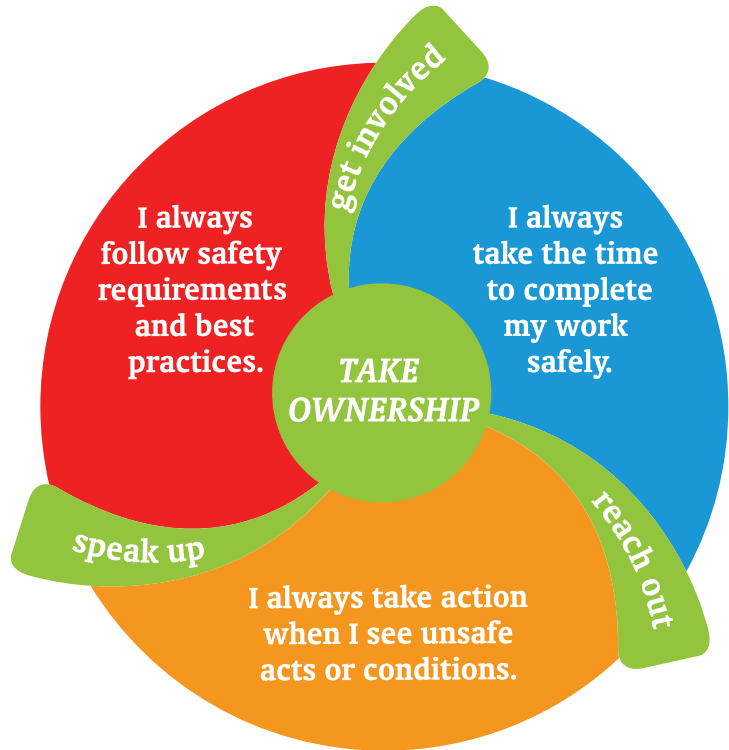 get involved
I always
follow safety
requirements
and best
practices.
I always
take the time
to complete
my work
safely.
TAKE
OWNERSHIP
speak up
reach out
I always take action
when I see unsafe
acts or conditions.